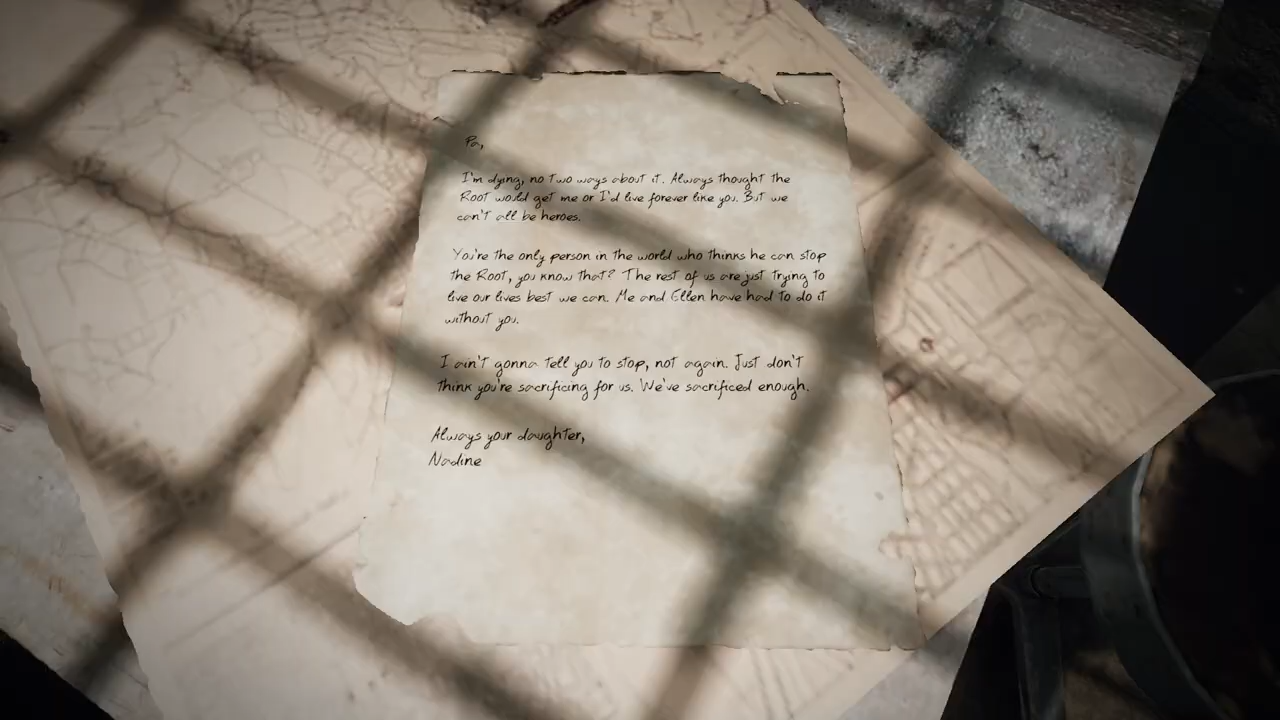 Pa,
I'm dying, no two ways about it. Always thought the
Root would get me or I'd live forever like you. But we
can't all be heroes.
You're the only person in the world who thinks he can stop
the Root, you know that? The rest of us are just trying to
live our lives best we can. Me and Ellen have had to do it
without you.
I ain't gonna tell you to stop, not again. Just don't
think you're sacrificing for us. We've sacrificed enough.
Always your daughter,
Nadine